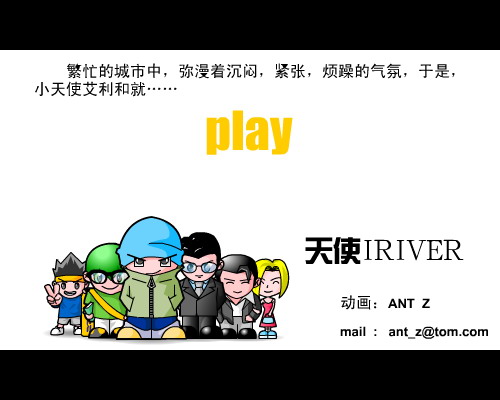 繁忙的城市中，弥漫着沉闷，紧张，烦躁的气氛，于是，
小天使艾利和就……
play
天使IRIVER
动画：ANT Z
mail : ant_z@tom.com